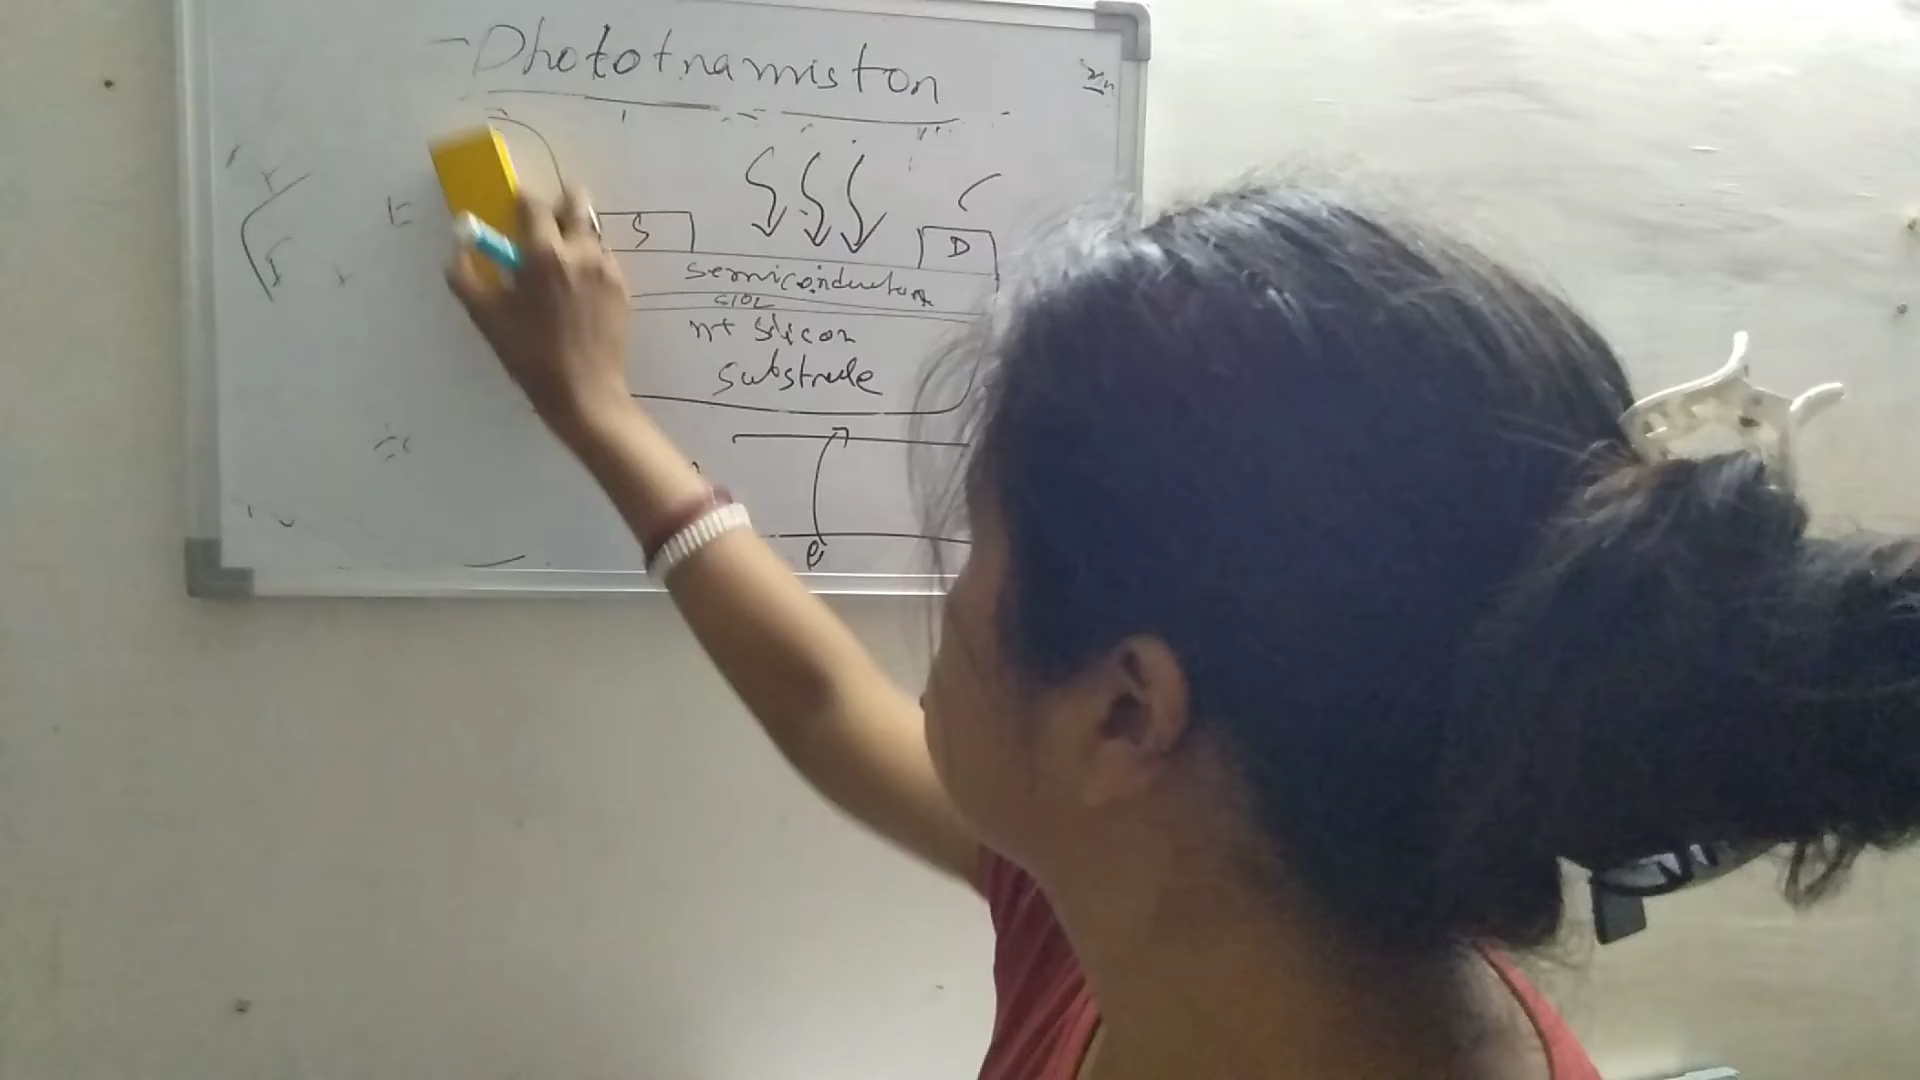 Phototransistor
S
D
semiconductor
SiO2
n+ silicon
substrate
e